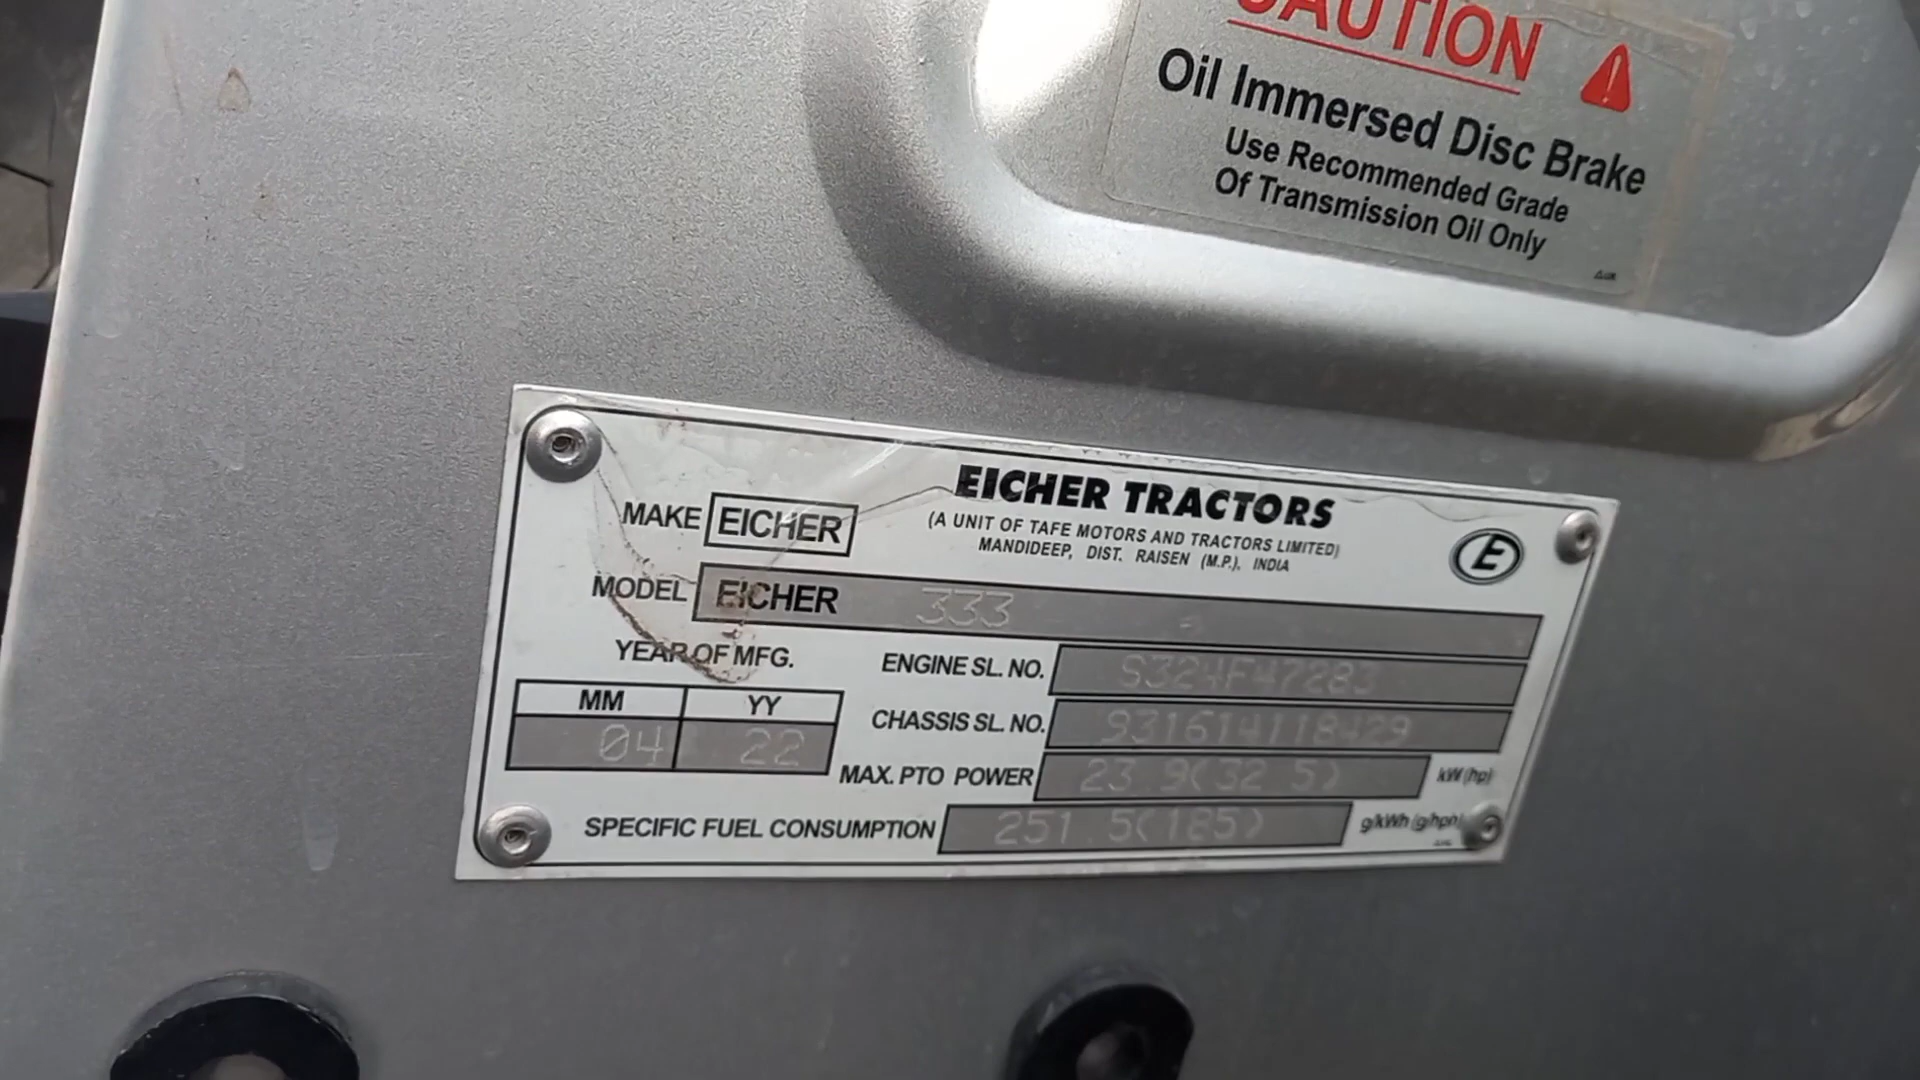 CAUTION
Oil Immersed Disc Brake
Use Recommended Grade
Of Transmission Oil Only
EICHER TRACTORS
(A UNIT OF TAFE MOTORS AND TRACTORS LIMITED)
MANDIDEEP, DIST. RAISEN (M.P.), INDIA
E
MAKE EICHER
MODEL EICHER 333
YEAR OF MFG.
MM YY
04 22
ENGINE SL. NO. S324F47283
CHASSIS SL. NO. 931614118429
MAX. PTO POWER 23.9(32.5) kW (hp)
SPECIFIC FUEL CONSUMPTION 251.5(185) g/kWh (g/hph)